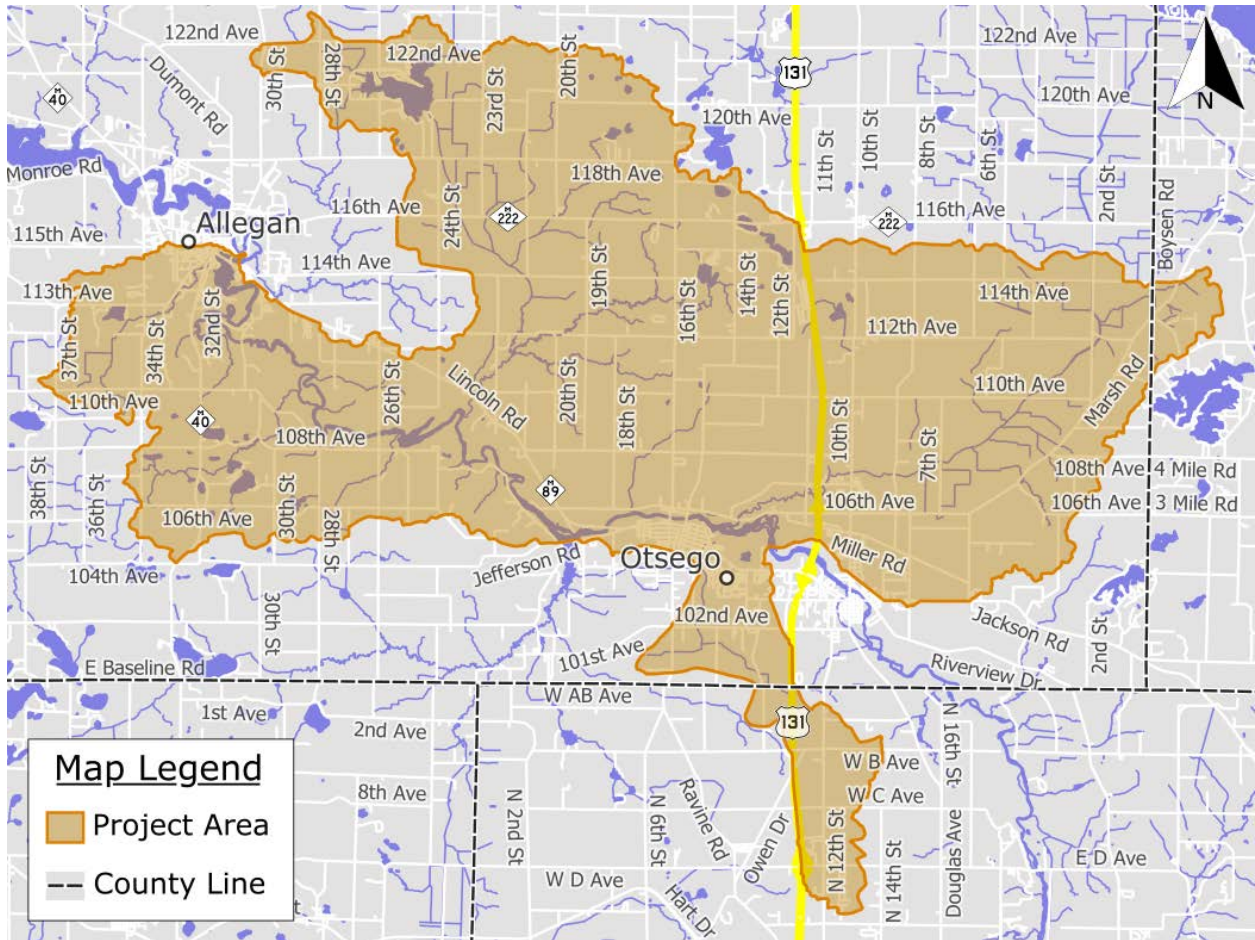 122nd Ave
122nd Ave
122nd Ave
20th St
28th St
30th St
23rd St
Dumont Rd
M
40
131
120th Ave
120th Ave
11th St
10th St
8th St
6th St
2nd St
Monroe Rd
118th Ave
116th Ave
24th St
M
222
M
222
116th Ave
Boysen Rd
Allegan
115th Ave
114th Ave
19th St
16th St
14th St
12th St
114th Ave
113th Ave
37th St
34th St
32nd St
112th Ave
110th Ave
M
40
26th St
Lincoln Rd
20th St
18th St
10th St
110th Ave
Marsh Rd
7th St
108th Ave
108th Ave
4 Mile Rd
38th St
36th St
106th Ave
30th St
28th St
M
89
106th Ave
106th Ave
3 Mile Rd
104th Ave
Jefferson Rd
Otsego
Miller Rd
30th St
102nd Ave
Jackson Rd
2nd St
E Baseline Rd
101st Ave
Riverview Dr
W AB Ave
1st Ave
2nd Ave
131
N 16th St
W B Ave
W C Ave
8th Ave
N 2nd St
N 6th St
Ravine Rd
Owen Dr
N 12th St
N 14th St
Douglas Ave
E D Ave
W D Ave
Hart Dr
N
Map Legend
Project Area
County Line